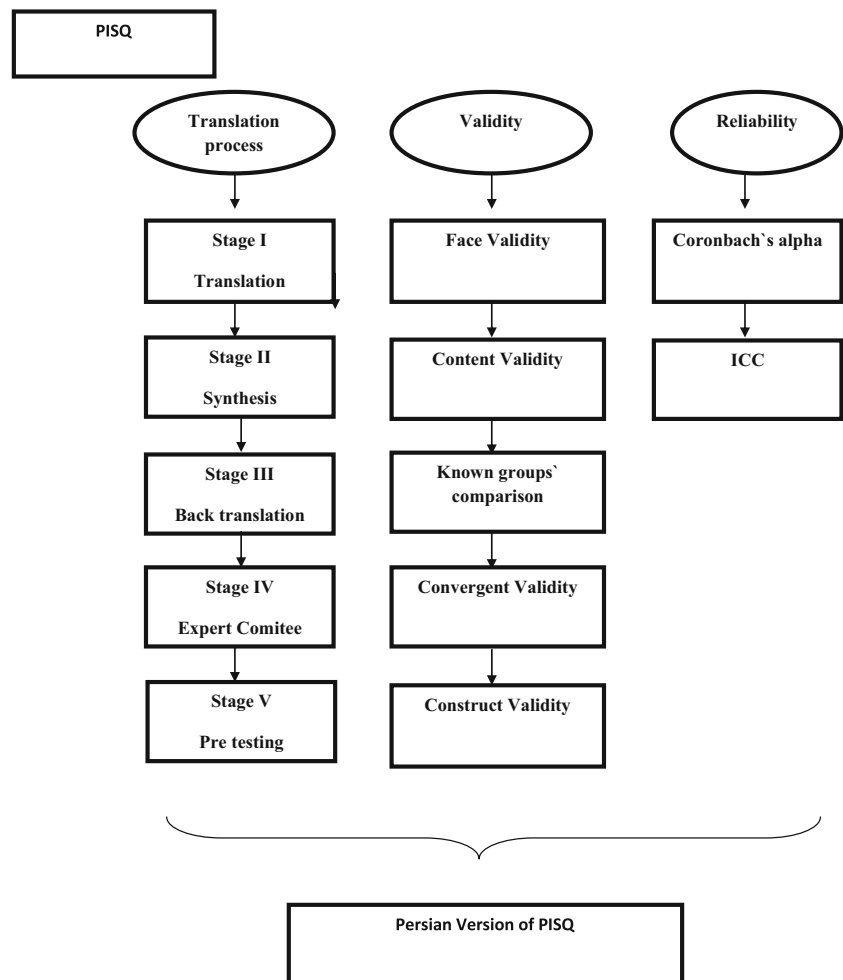 PISQ
Translation
process
Stage I
Translation
Stage II
Synthesis
Stage III
Back translation
Stage IV
Expert Comitee
Stage V
Pre testing
Validity
Face Validity
Content Validity
Known groups`
comparison
Convergent Validity
Construct Validity
Reliability
Coronbach`s alpha
ICC
Persian Version of PISQ